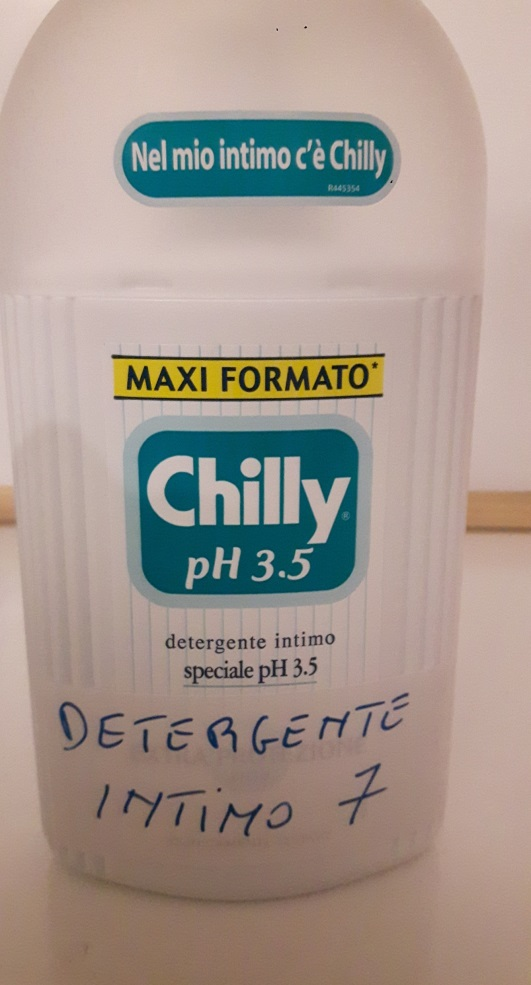 Nel mio intimo c'è Chilly
R445354
MAXI FORMATO*
Chilly®
pH 3.5
detergente intimo
speciale pH 3.5
DETERGENTE
INTIMO 7